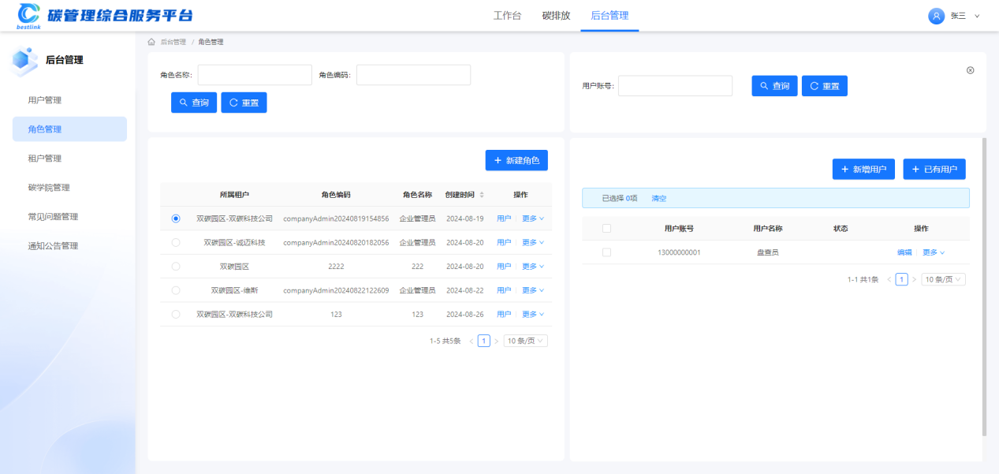 碳管理综合服务平台
bestlink
工作台 碳排放 后台管理
张三
后台管理
用户管理
角色管理
租户管理
碳学院管理
常见问题管理
通知公告管理
后台管理 / 角色管理
角色名称: 角色编码:
查询 重置
新建角色
所属租户 角色编码 角色名称 创建时间 操作
双碳园区-双碳科技公司 companyAdmin20240819154856 企业管理员 2024-08-19 用户 更多
双碳园区-诚迈科技 companyAdmin20240820182056 企业管理员 2024-08-20 用户 更多
双碳园区 2222 222 2024-08-20 用户 更多
双碳园区-维斯 companyAdmin20240822122609 企业管理员 2024-08-22 用户 更多
双碳园区-双碳科技公司 123 123 2024-08-26 用户 更多
1-5 共5条 < 1 > 10 条/页
用户账号: 查询 重置
新增用户 已有用户
已选择 0项 清空
用户账号 用户名称 状态 操作
13000000001 盘查员 编辑 更多
1-1 共1条 < 1 > 10 条/页